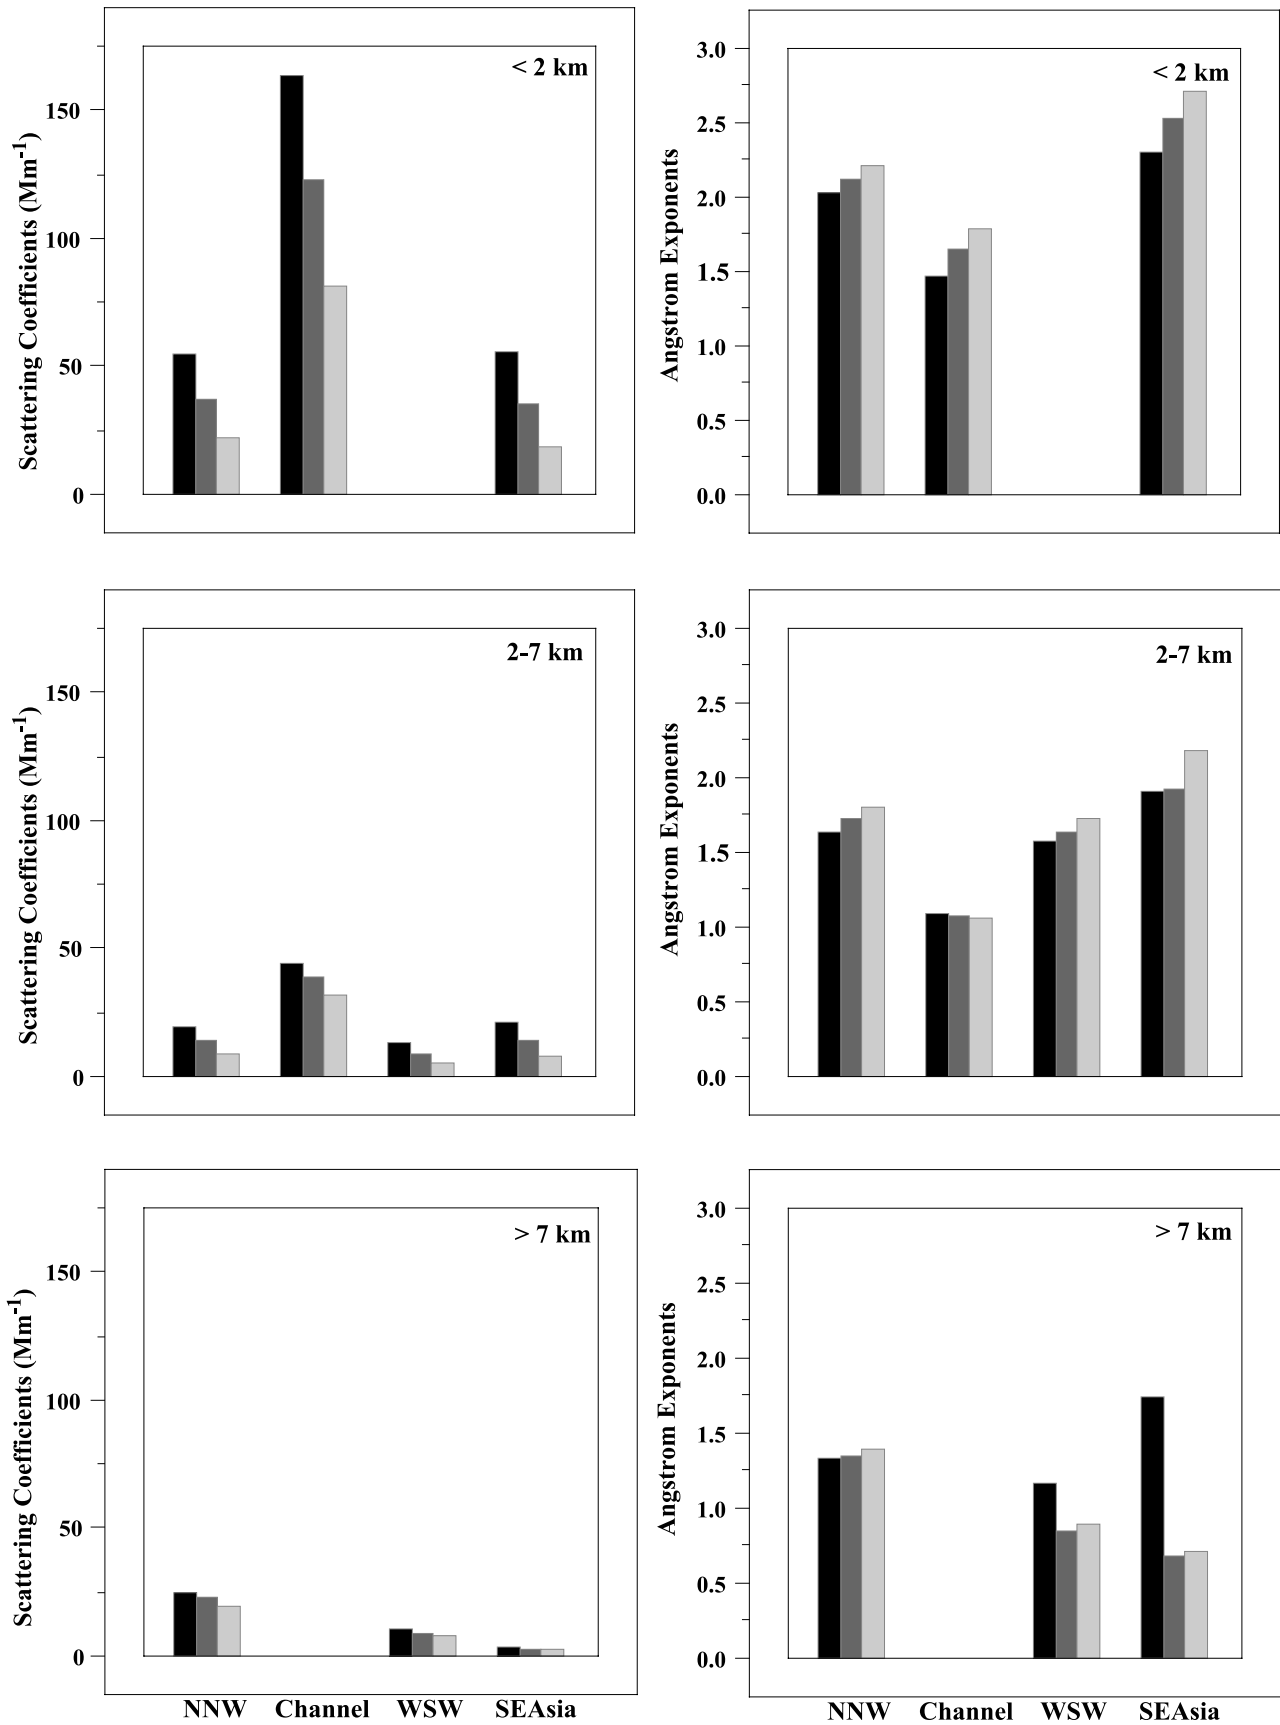 < 2 km
150
100
50
0
Scattering Coefficients (Mm-1)
< 2 km
3.0
2.5
2.0
1.5
1.0
0.5
0.0
Angstrom Exponents
2-7 km
150
100
50
0
Scattering Coefficients (Mm-1)
2-7 km
3.0
2.5
2.0
1.5
1.0
0.5
0.0
Angstrom Exponents
> 7 km
150
100
50
0
Scattering Coefficients (Mm-1)
NNW Channel WSW SEAsia
> 7 km
3.0
2.5
2.0
1.5
1.0
0.5
0.0
Angstrom Exponents
NNW Channel WSW SEAsia